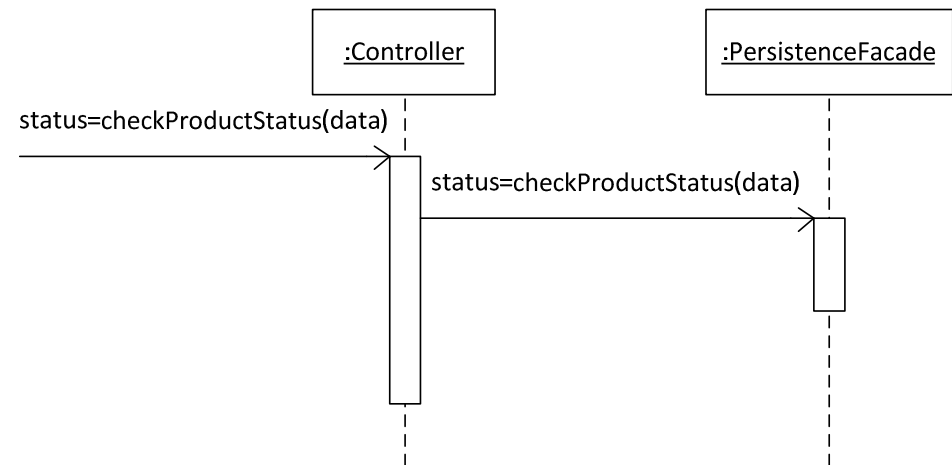 :Controller
:PersistenceFacade
status=checkProductStatus(data)
status=checkProductStatus(data)